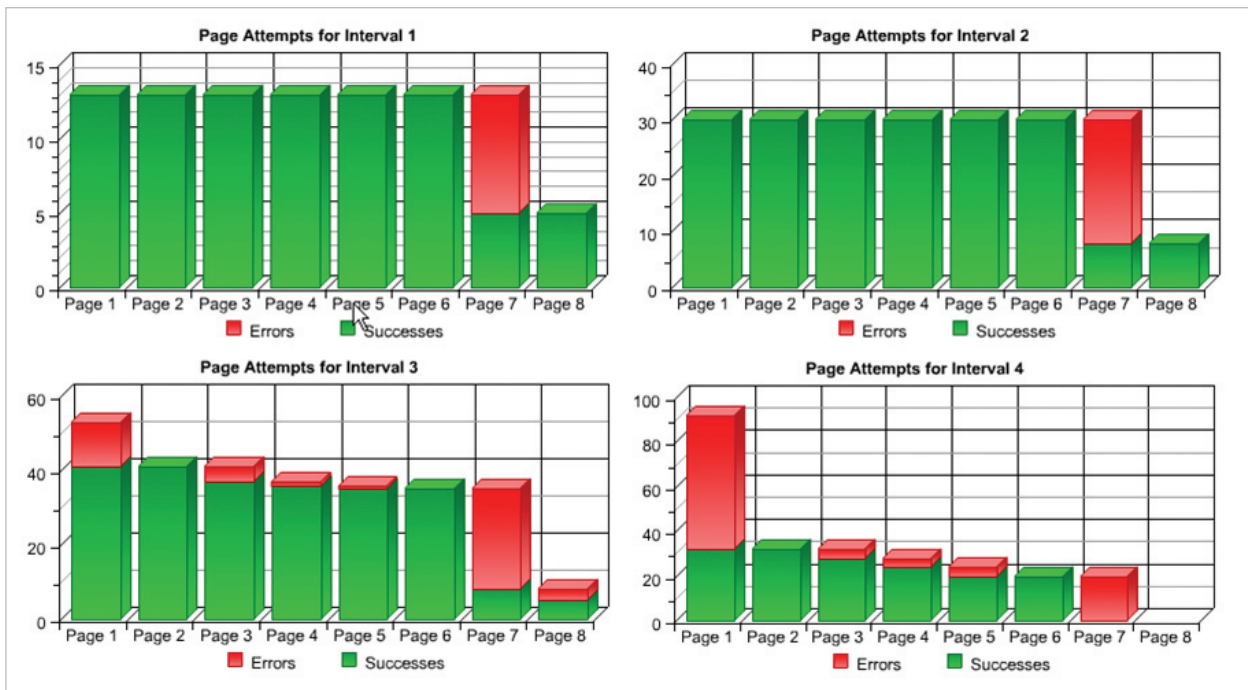 Page Attempts for Interval 1
15
10
5
0
Page 1 Page 2 Page 3 Page 4 Page 5 Page 6 Page 7 Page 8
Errors Successes
Page Attempts for Interval 2
40
30
20
10
0
Page 1 Page 2 Page 3 Page 4 Page 5 Page 6 Page 7 Page 8
Errors Successes
Page Attempts for Interval 3
60
40
20
0
Page 1 Page 2 Page 3 Page 4 Page 5 Page 6 Page 7 Page 8
Errors Successes
Page Attempts for Interval 4
100
80
60
40
20
0
Page 1 Page 2 Page 3 Page 4 Page 5 Page 6 Page 7 Page 8
Errors Successes